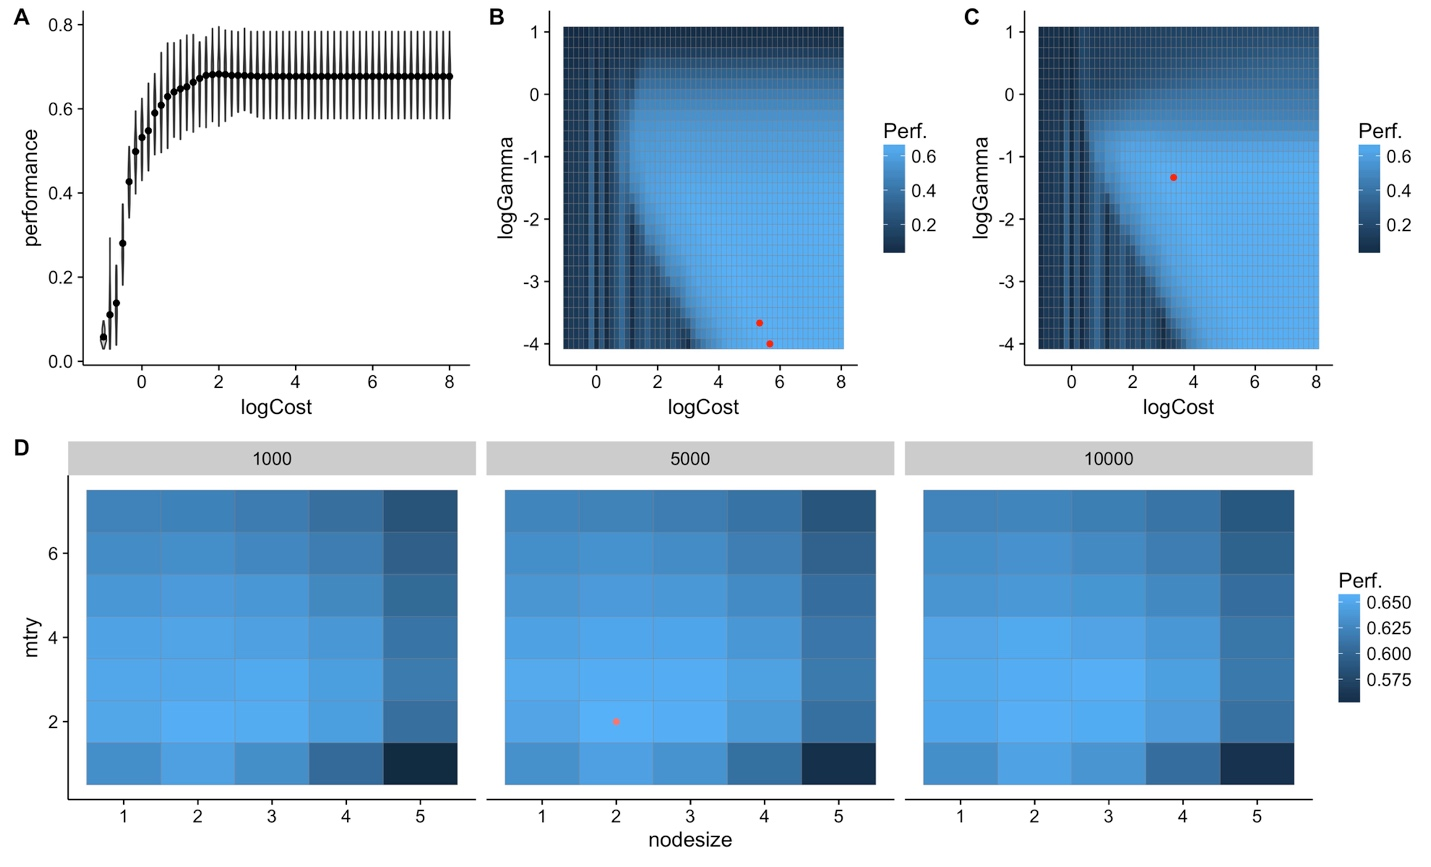 A
performance
0.8
0.6
0.4
0.2
0.0
0 2 4 6 8
logCost
B
logGamma
1
0
-1
-2
-3
-4
0 2 4 6 8
logCost
Perf.
0.6
0.4
0.2
C
logGamma
1
0
-1
-2
-3
-4
0 2 4 6 8
logCost
Perf.
0.6
0.4
0.2
D
1000 5000 10000
mtry
6
4
2
1 2 3 4 5 1 2 3 4 5 1 2 3 4 5
nodesize
Perf.
0.650
0.625
0.600
0.575